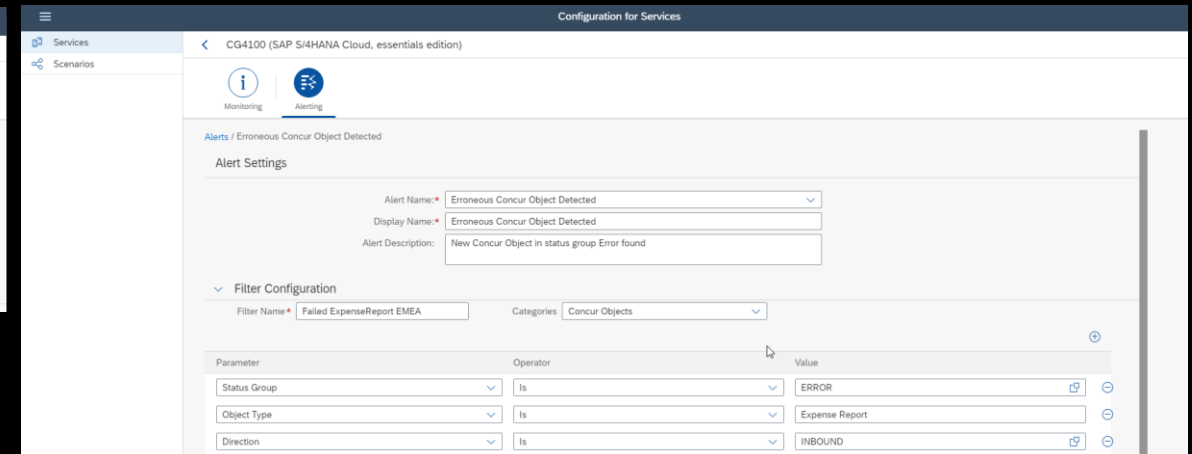 Configuration for Services
Services
Scenarios
CG4100 (SAP S/4HANA Cloud, essentials edition)
i
Monitoring Alerting
Alerts / Erroneous Concur Object Detected
Alert Settings
Alert Name:* Erroneous Concur Object Detected
Display Name:* Erroneous Concur Object Detected
Alert Description: New Concur Object in status group Error found
Filter Configuration
Filter Name* Failed ExpenseReport EMEA Categories Concur Objects
Parameter Operator Value
Status Group Is ERROR
Object Type Is Expense Report
Direction Is INBOUND